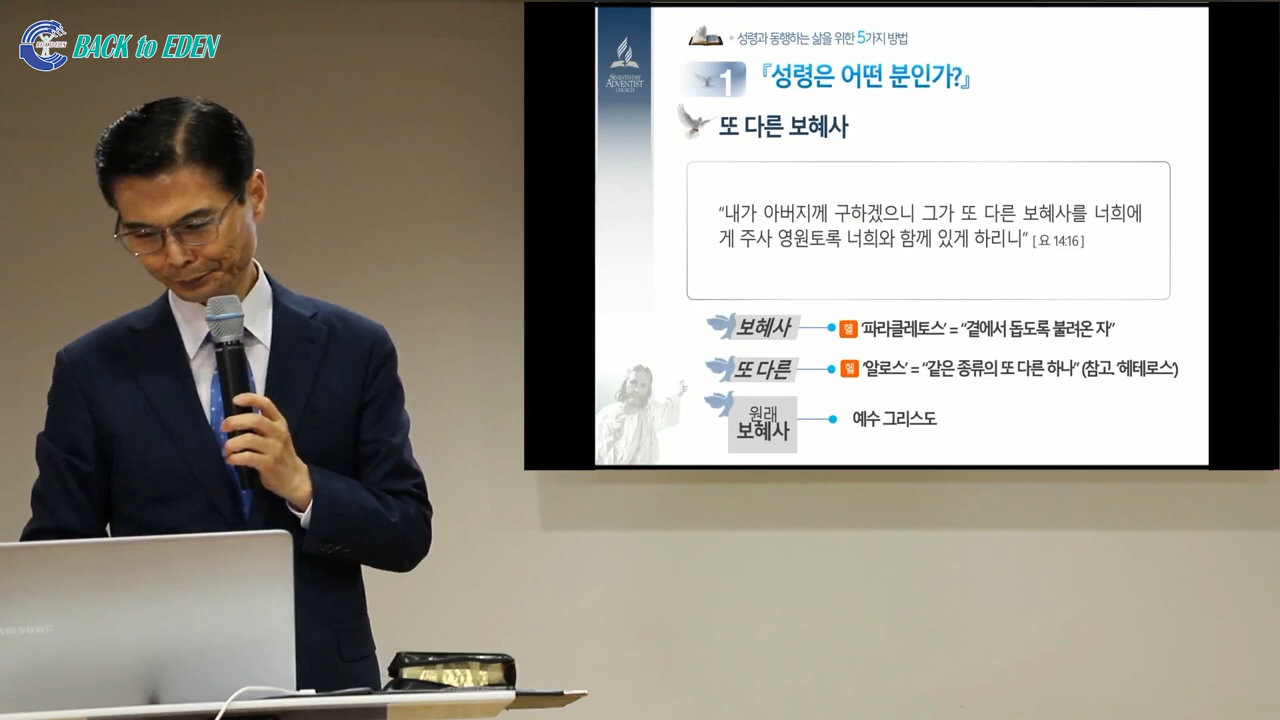 BACK to EDEN
SEVENTH-DAY
ADVENTIST
CHURCH
성령과 동행하는 삶을 위한 5가지 방법
1 『성령은 어떤 분인가?』
또 다른 보혜사
“내가 아버지께 구하겠으니 그가 또 다른 보혜사를 너희에
게 주사 영원토록 너희와 함께 있게 하리니” [ 요 14:16 ]
보혜사 헬 ‘파라클레토스’ = “곁에서 돕도록 불려온 자”
또 다른 헬 ‘알로스’ = “같은 종류의 또 다른 하나” (참고. ‘헤테로스’)
원래
보혜사 예수 그리스도
SAMSUNG